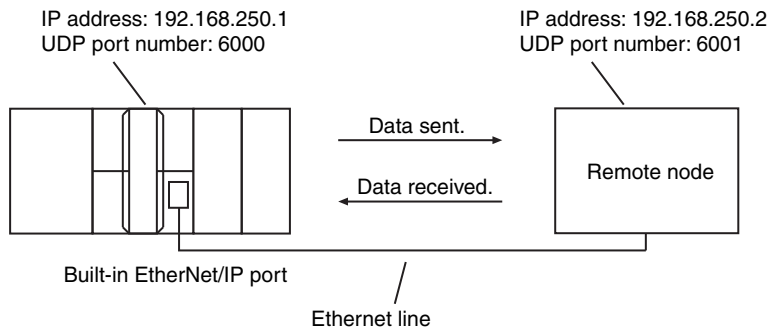 IP address: 192.168.250.1
UDP port number: 6000
IP address: 192.168.250.2
UDP port number: 6001
Data sent.
Data received.
Remote node
Built-in EtherNet/IP port
Ethernet line